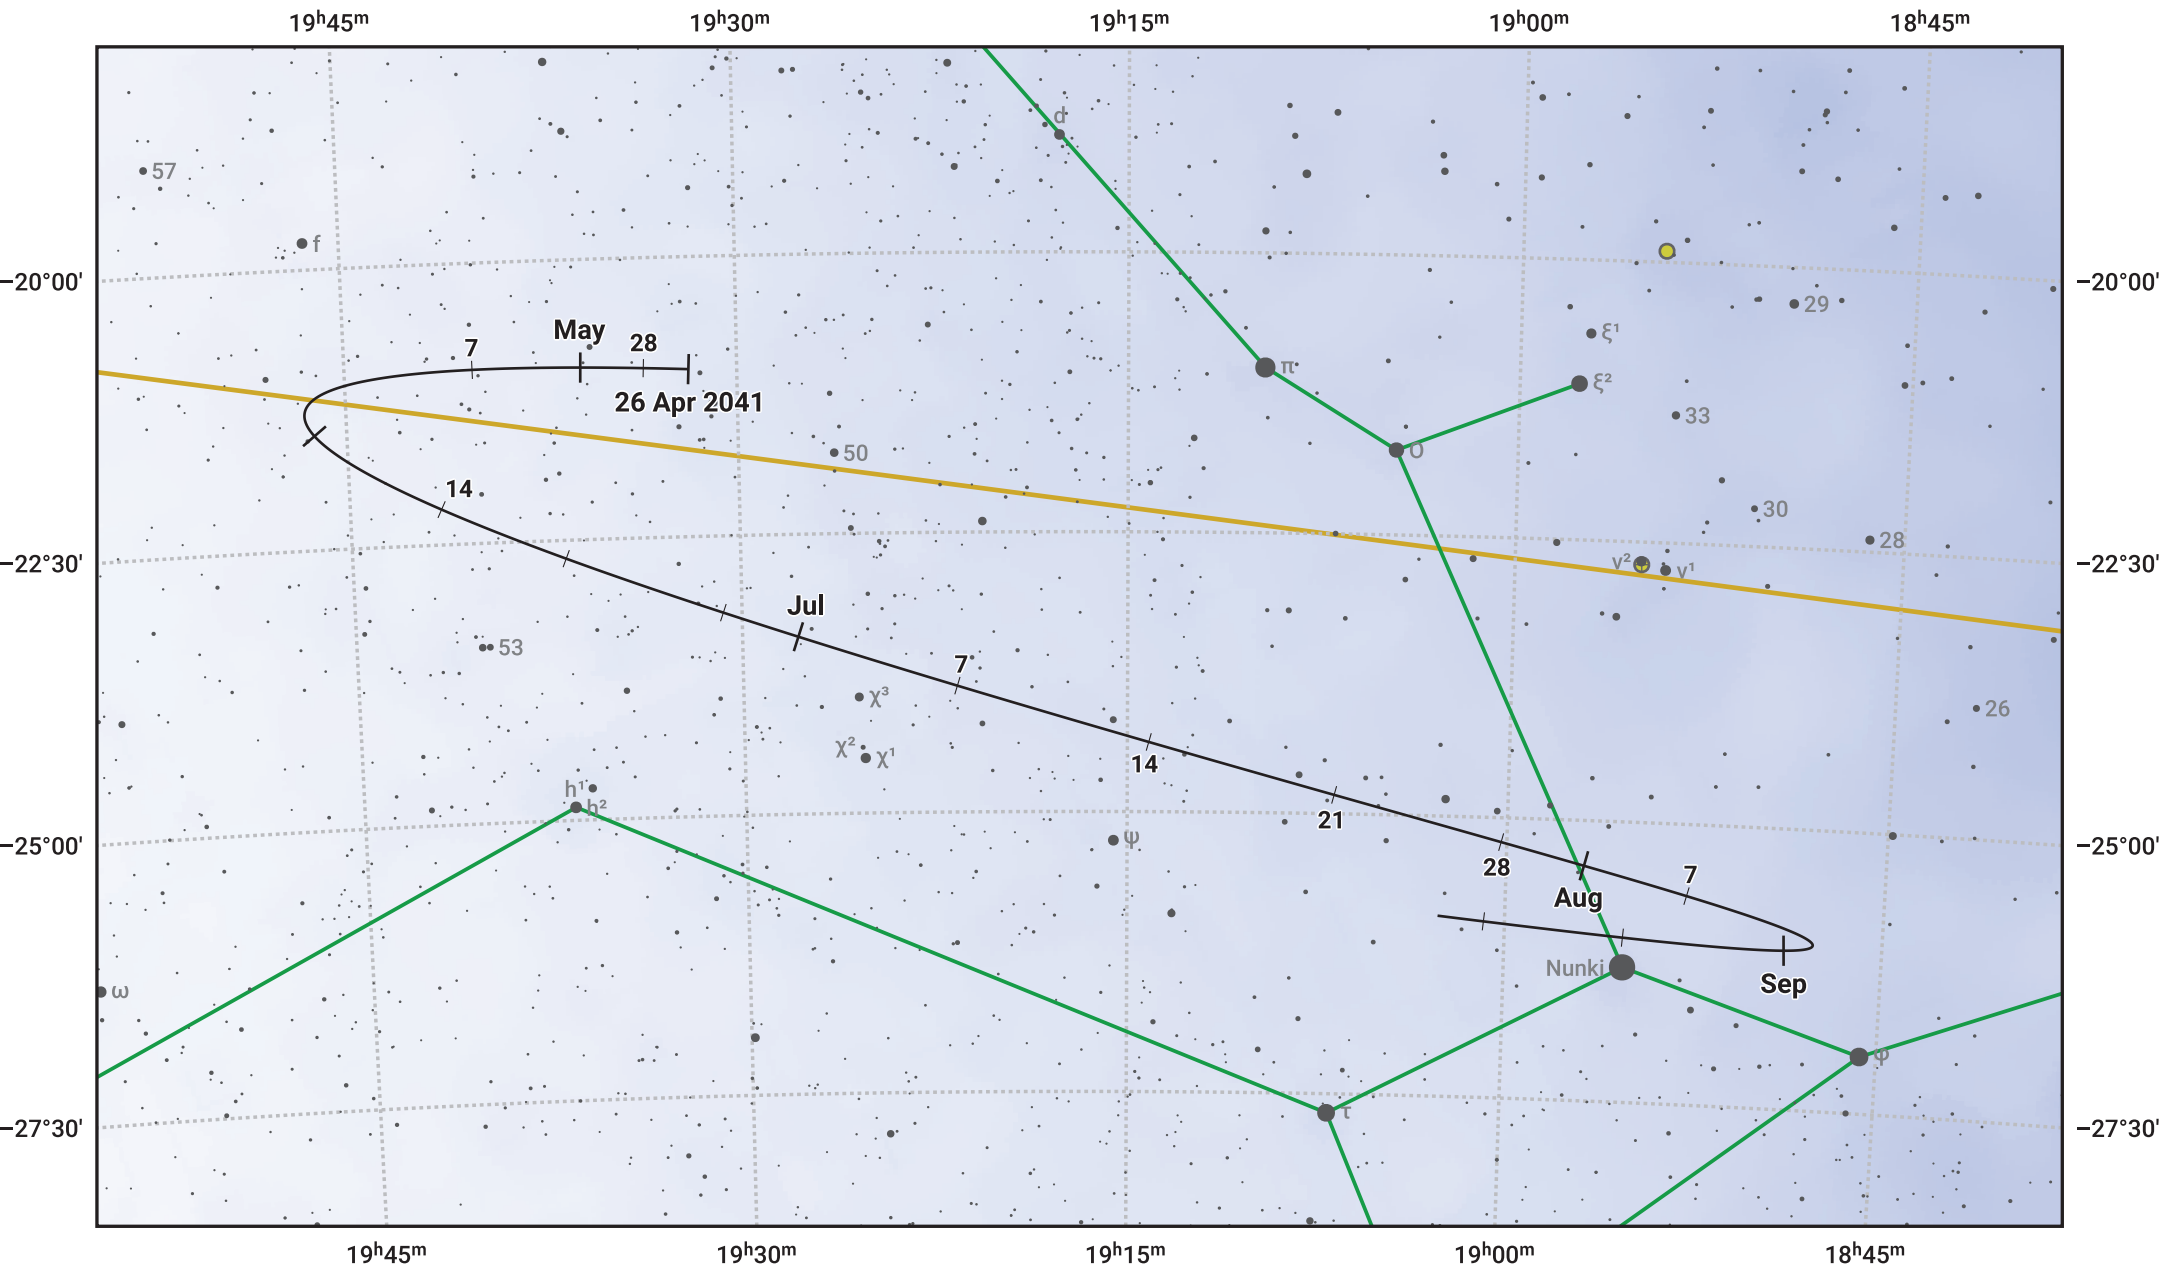 19ʰ45ᵐ 19ʰ30ᵐ 19ʰ15ᵐ 19ʰ00ᵐ 18ʰ45ᵐ
d
57
f
−20°00' −20°00'
29
May
ξ¹
7 28
π
ξ²
26 Apr 2041
33
50 ο
14
30
28
−22°30' ν² ν¹ −22°30'
Jul
53
7
χ³
26
χ² χ¹
14
h¹
h²
21
ψ
−25°00' −25°00'
28 7
Aug
Nunki
Sep
ω
φ
τ
−27°30' −27°30'
19ʰ45ᵐ 19ʰ30ᵐ 19ʰ15ᵐ 19ʰ00ᵐ 18ʰ45ᵐ